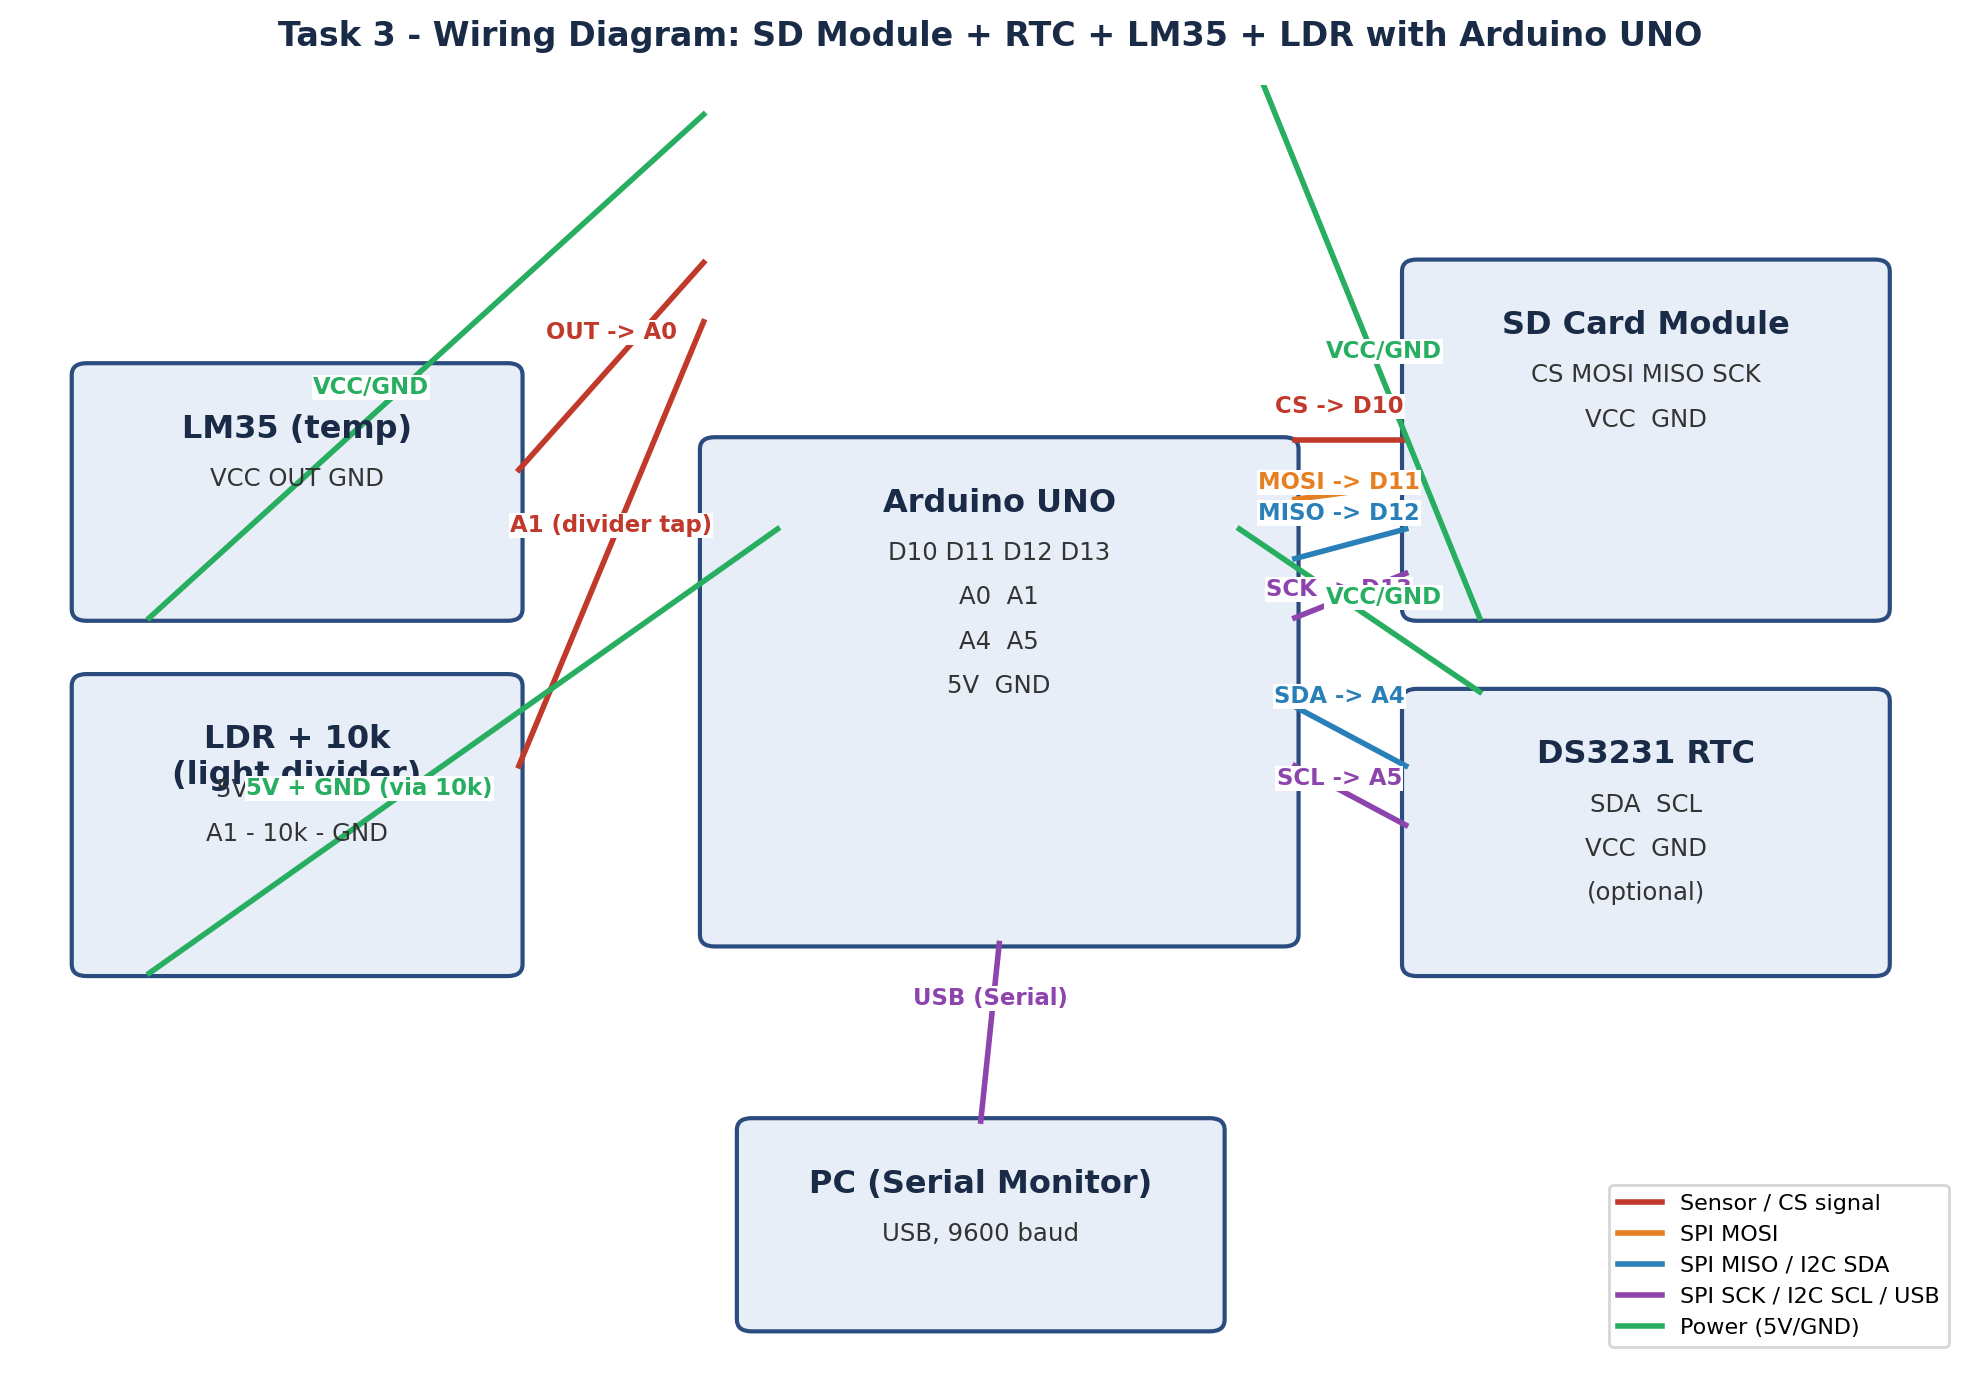 Task 3 - Wiring Diagram: SD Module + RTC + LM35 + LDR with Arduino UNO
OUT -> A0
VCC/GND
LM35 (temp)
VCC OUT GND
A1 (divider tap)
LDR + 10k
(light divider)
5V
5V + GND (via 10k)
A1 - 10k - GND
Arduino UNO
D10 D11 D12 D13
A0 A1
A4 A5
5V GND
VCC/GND
CS -> D10
MOSI -> D11
MISO -> D12
SCK -> D13
VCC/GND
SDA -> A4
SCL -> A5
SD Card Module
CS MOSI MISO SCK
VCC GND
DS3231 RTC
SDA SCL
VCC GND
(optional)
USB (Serial)
PC (Serial Monitor)
USB, 9600 baud
Sensor / CS signal
SPI MOSI
SPI MISO / I2C SDA
SPI SCK / I2C SCL / USB
Power (5V/GND)